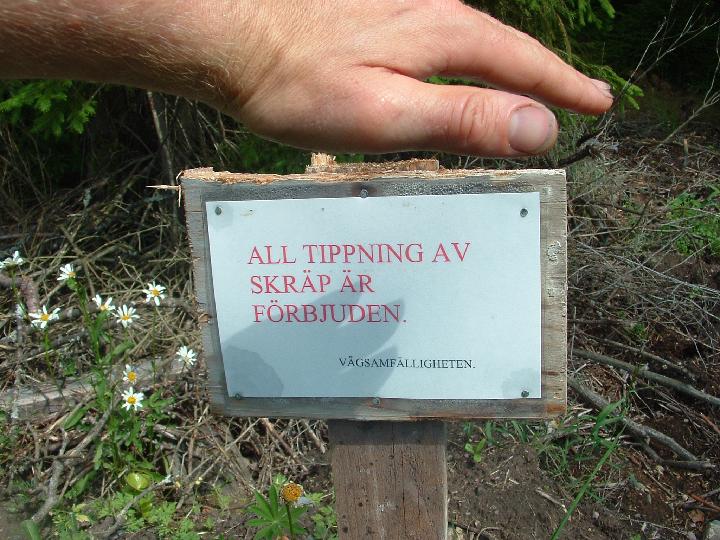 ALL TIPPNING AV
SKRÄP ÄR
FÖRBJUDEN.
VÄGSAMFÄLLIGHETEN.